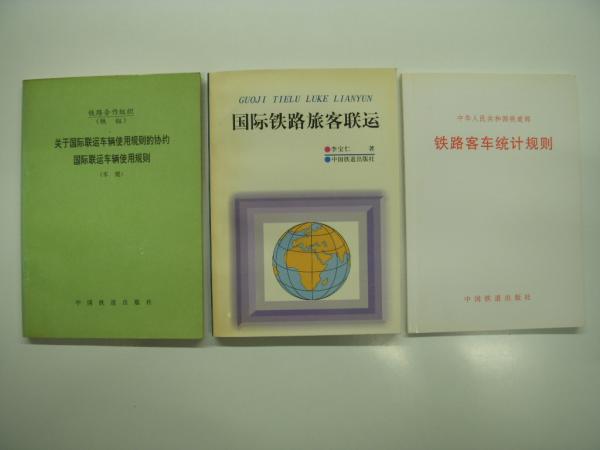 铁路合作组织
（铁组）
关于国际联运车辆使用规则的协约
国际联运车辆使用规则
（车规）
中国铁道出版社
GUOJI TIELU LUKE LIANYUN
国际铁路旅客联运
李宝仁 著
中国铁道出版社
中华人民共和国铁道部
铁路客车统计规则
中国铁道出版社